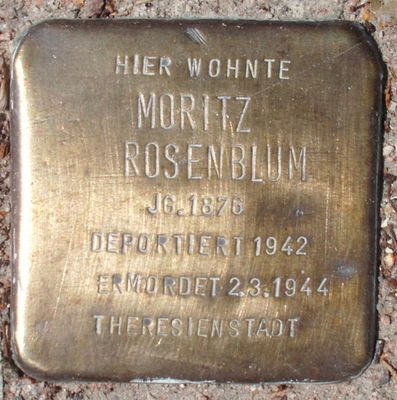 HIER WOHNTE
MORITZ
ROSENBLUM
JG.1876
DEPORTIERT 1942
ERMORDET 2.3.1944
THERESIENSTADT